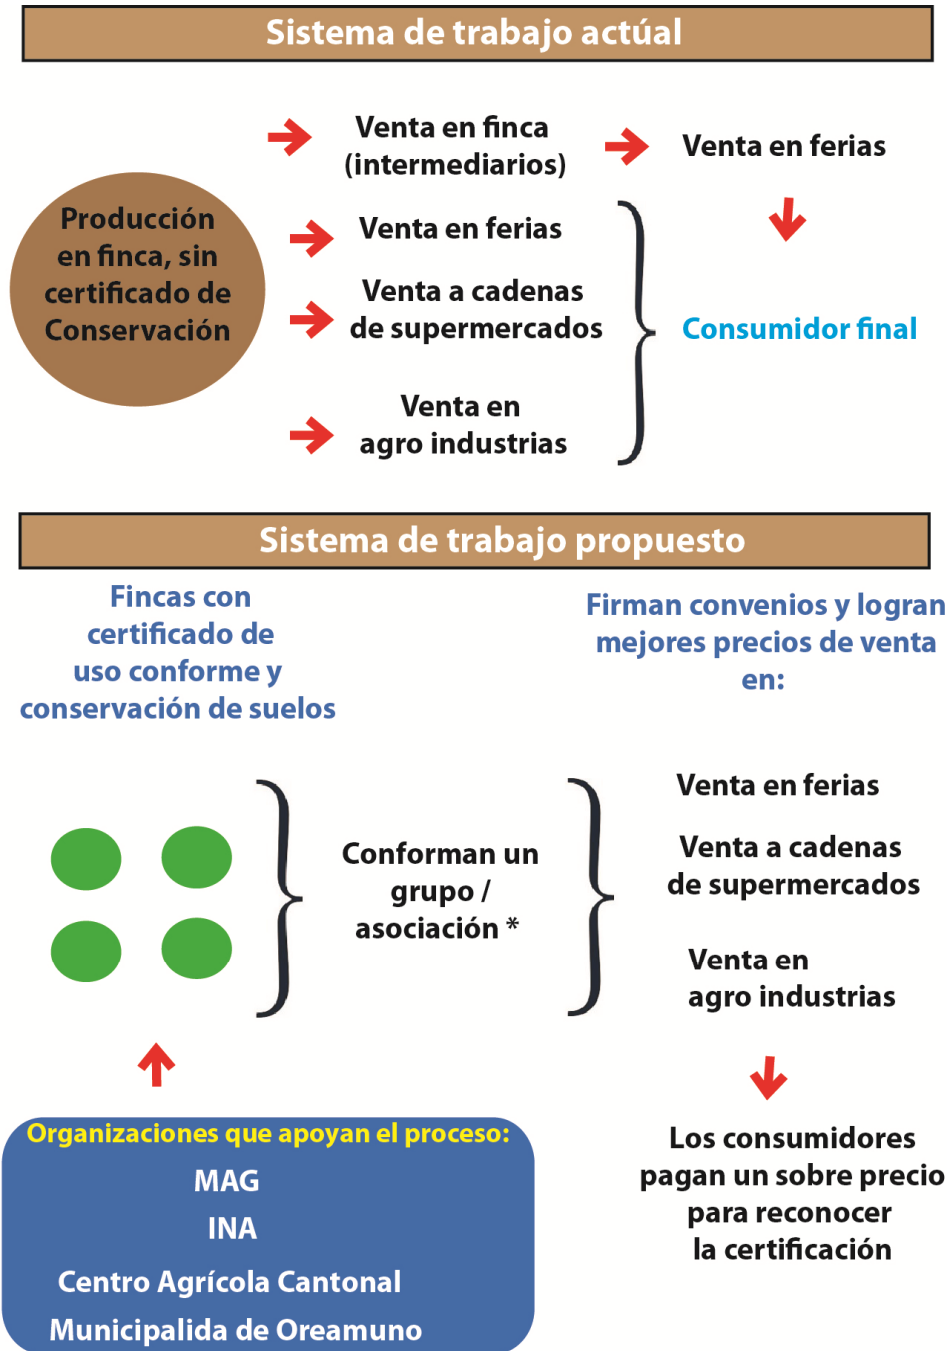 Sistema de trabajo actúal
Producción
en finca, sin
certificado de
Conservación
Venta en finca
(intermediarios)
Venta en ferias
Venta en ferias
Venta a cadenas
de supermercados
Venta en
agro industrias
Consumidor final
Sistema de trabajo propuesto
Fincas con
certificado de
uso conforme y
conservación de suelos
Conforman un
grupo /
asociación *
Firman convenios y logran
mejores precios de venta
en:
Venta en ferias
Venta a cadenas
de supermercados
Venta en
agro industrias
Los consumidores
pagan un sobre precio
para reconocer
la certificación
Organizaciones que apoyan el proceso:
MAG
INA
Centro Agrícola Cantonal
Municipalida de Oreamuno